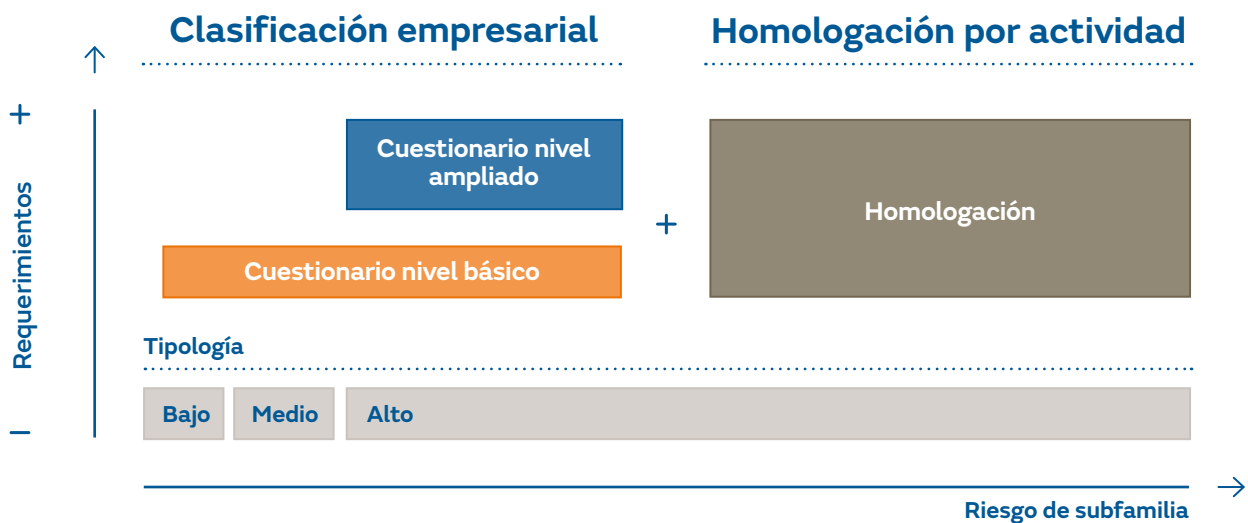 Clasificación empresarial
Homologación por actividad
+
Requerimientos
−
Cuestionario nivel
ampliado
+
Homologación
Cuestionario nivel básico
Tipología
Bajo
Medio
Alto
Riesgo de subfamilia